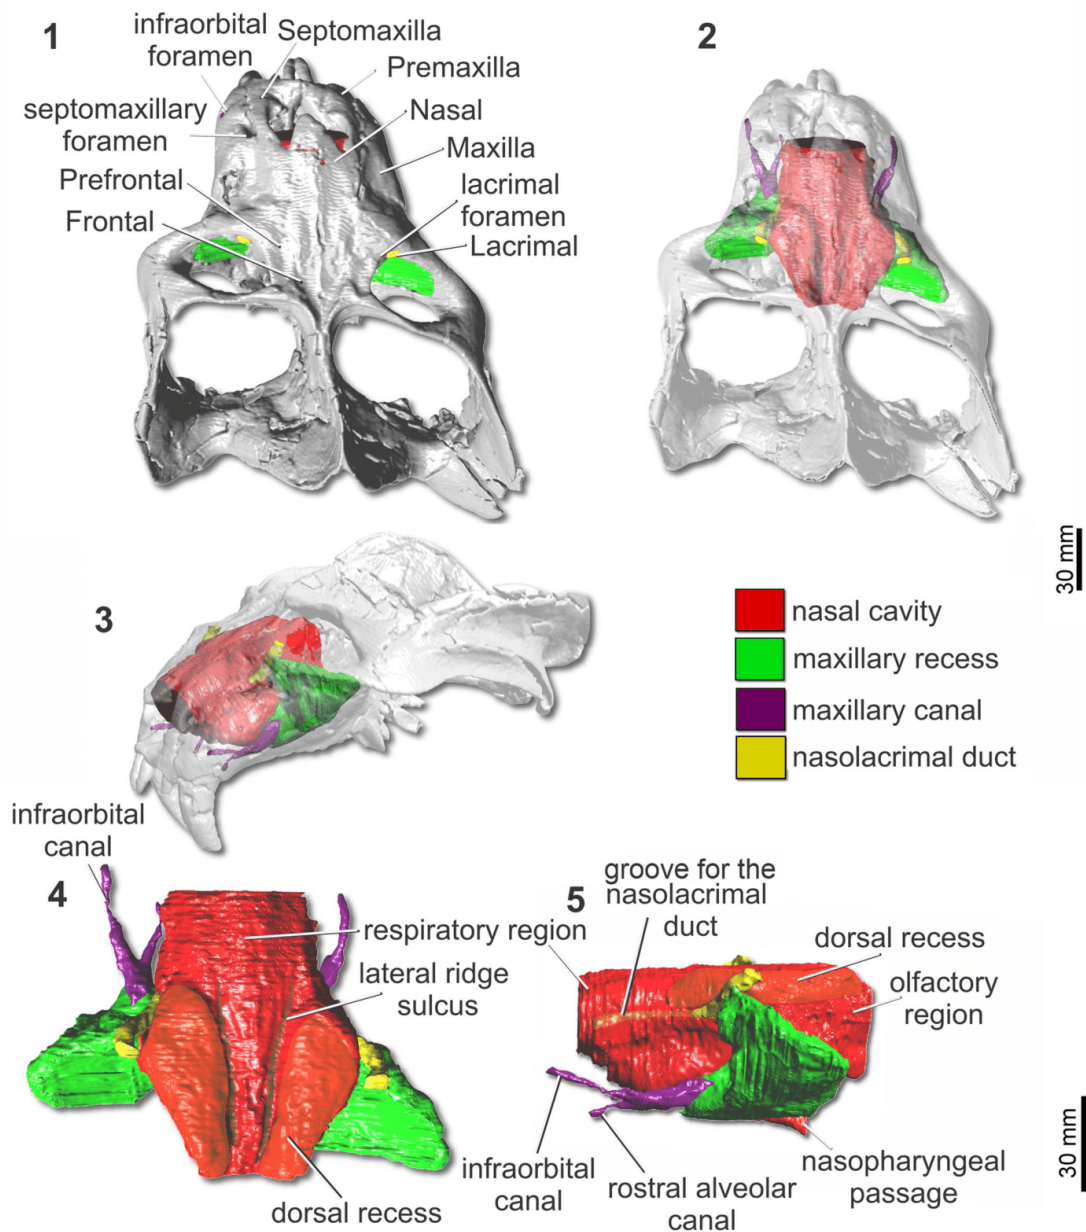 1
infraorbital
foramen
Septomaxilla
Premaxilla
septomaxillary
foramen
Nasal
Maxilla
Prefrontal
lacrimal
foramen
Frontal
Lacrimal
2
30 mm
3
nasal cavity
maxillary recess
maxillary canal
nasolacrimal duct
infraorbital
canal
4
respiratory region
lateral ridge
sulcus
dorsal recess
5
groove for the
nasolacrimal
duct
dorsal recess
olfactory
region
infraorbital
canal
rostral alveolar
canal
nasopharyngeal
passage
30 mm